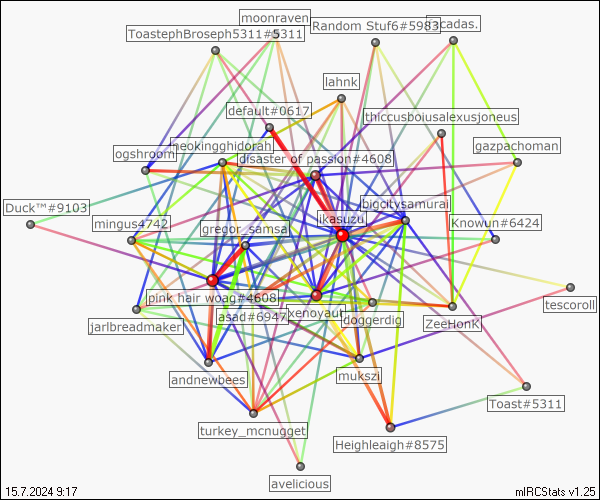 moonraven
ToastephBroseph5311#5311
Random Stuf6#5983
cadas.
lahnk
default#0617
thiccusboiusalexusjoneus
neokingghidorah
gazpachoman
ogshroom
disaster of passion#4608
Duck™#9103
bigcitysamurai
mingus4742
ikasuzu
Knowun#6424
gregor_samsa
pink hair woag#4608
tescoroll
xenoyaur
asad#6947
doggerdig
ZeeHonK
jarlbreadmaker
andnewbees
mukszi
Toast#5311
turkey_mcnugget
Heighleaigh#8575
avelicious
15.7.2024 9:17
mIRCStats v1.25